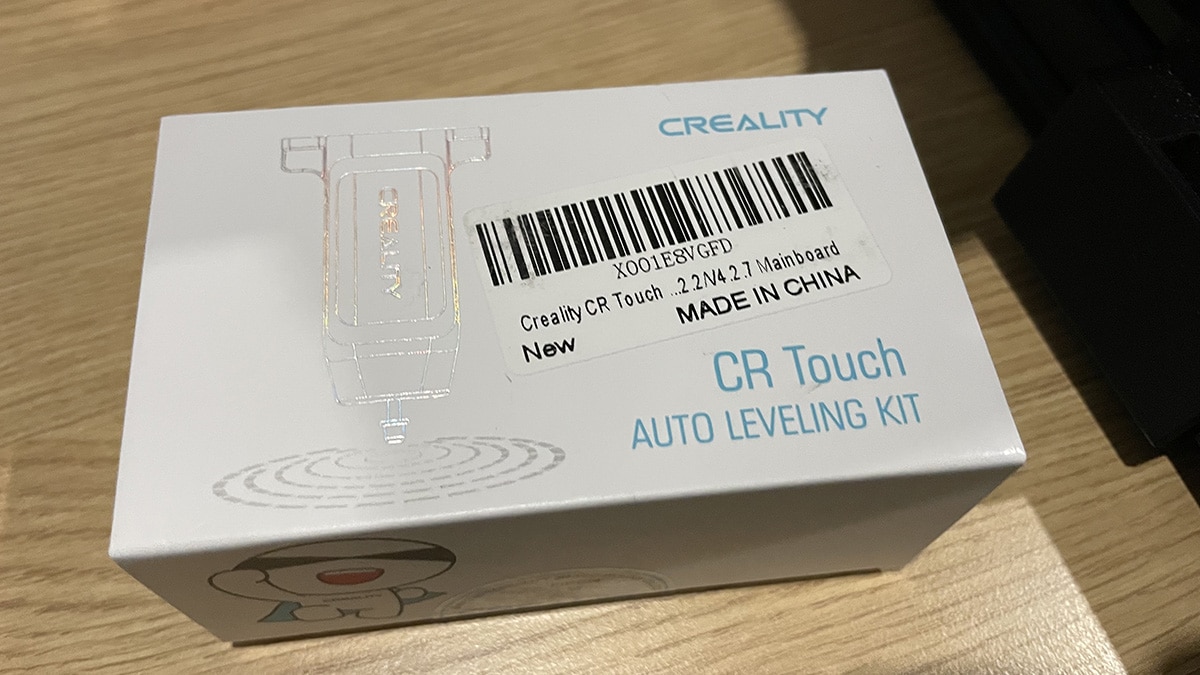 CREALITY
CREALITY
X001E8VGFD
Creality CR Touch ...2.2/V4.2.7 Mainboard
New
MADE IN CHINA
CR Touch
AUTO LEVELING KIT